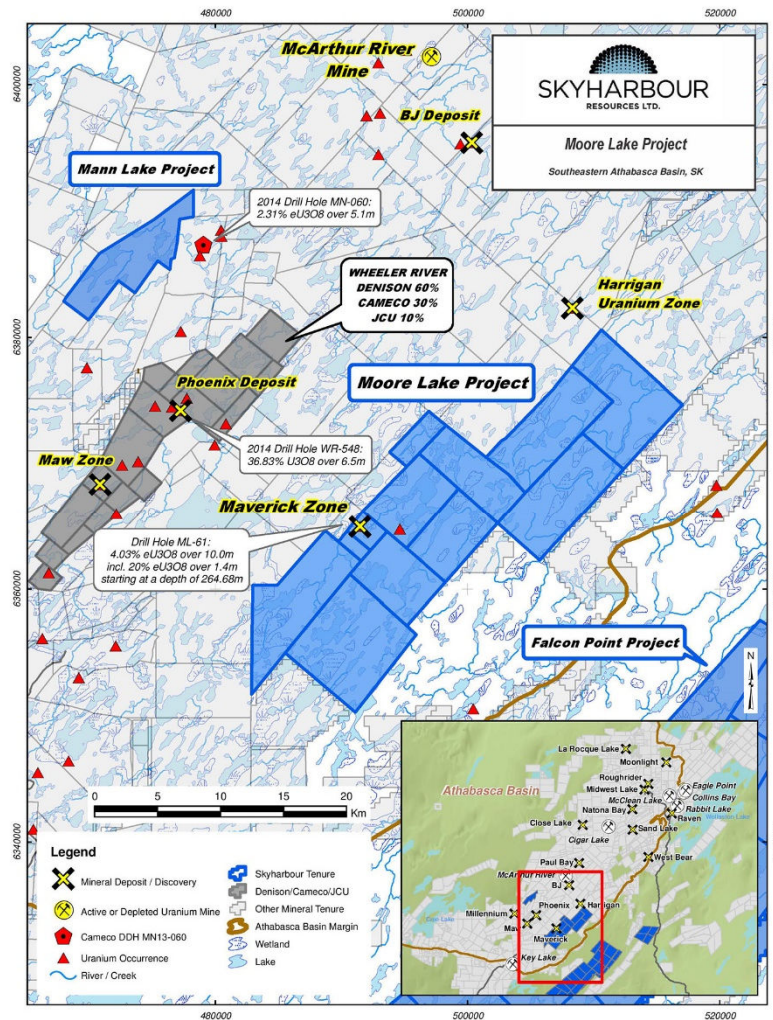 480000
500000
520000
6400000
6380000
6360000
6340000
McArthur River
Mine
BJ Deposit
SKYHARBOUR
RESOURCES LTD.
Moore Lake Project
Southeastern Athabasca Basin, SK
Mann Lake Project
2014 Drill Hole MN-060
2.31% eU3O8 over 5.1m
WHEELER RIVER
DENISON 60%
CAMECO 30%
JCU 10%
Harrigan
Uranium Zone
Phoenix Deposit
Moore Lake Project
2014 Drill Hole WR-548
36.83% U3O8 over 6.5m
Maw Zone
Maverick Zone
Drill Hole ML-61:
4.03% eU3O8 over 10.0m
incl. 20% eU3O8 over 1.4m
starting at a depth of 264.68m
Falcon Point Project
N
0 5 10 15 20
Km
Legend
Mineral Deposit / Discovery
Active or Depleted Uranium Mine
Cameco DDH MN13-060
Uranium Occurrence
River / Creek
Skyharbour Tenure
Denison/Cameco/JCU
Other Mineral Tenure
Athabasca Basin Margin
Wetland
Lake
La Rocque Lake
Moonlight
Athabasca Basin
Roughrider
Midwest Lake
McClean Lake
Eagle Point
Collins Bay
Rabbit Lake
Natona Bay
Raven
Wollaston Lake
Close Lake
Cigar Lake
Sand Lake
Paul Bay
West Bear
McArthur River
BJ
Phoenix
Harrigan
Millennium
Maw
Maverick
Cree Lake
Key Lake
480000
500000
520000